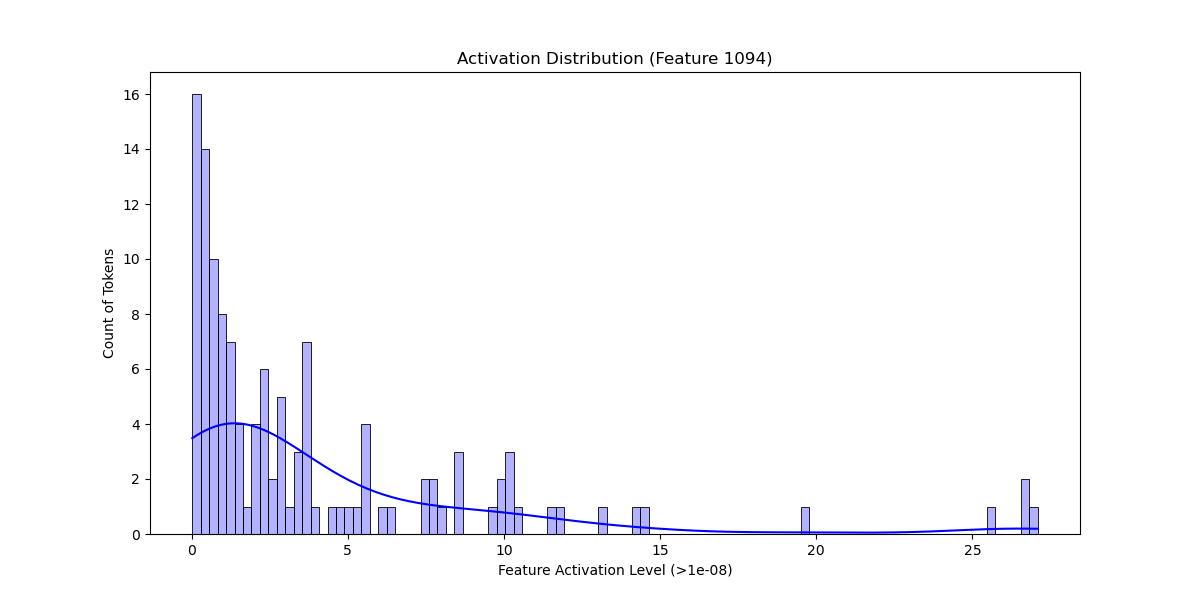 Activation Distribution (Feature 1094)
16
14
12
10
8
6
4
2
0
Count of Tokens
0 5 10 15 20 25
Feature Activation Level (>1e-08)